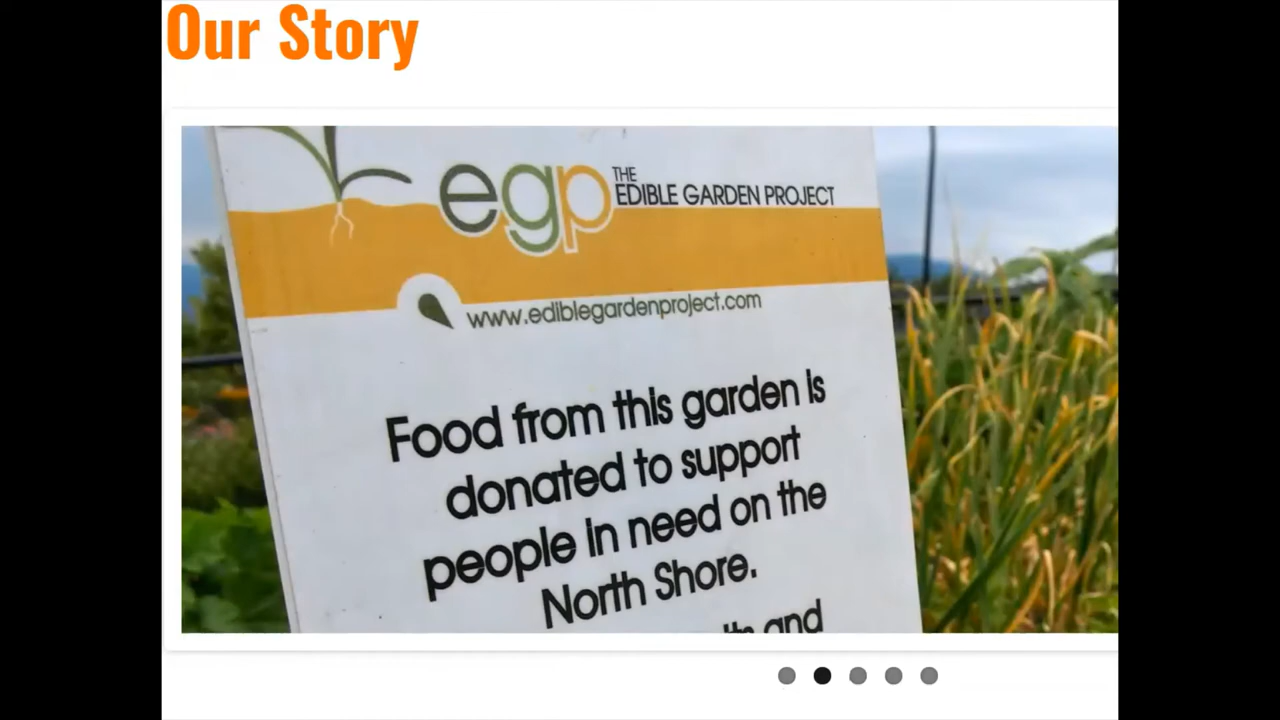 Our Story
egp THE
EDIBLE GARDEN PROJECT
www.ediblegardenproject.com
Food from this garden is
donated to support
people in need on the
North Shore.
and